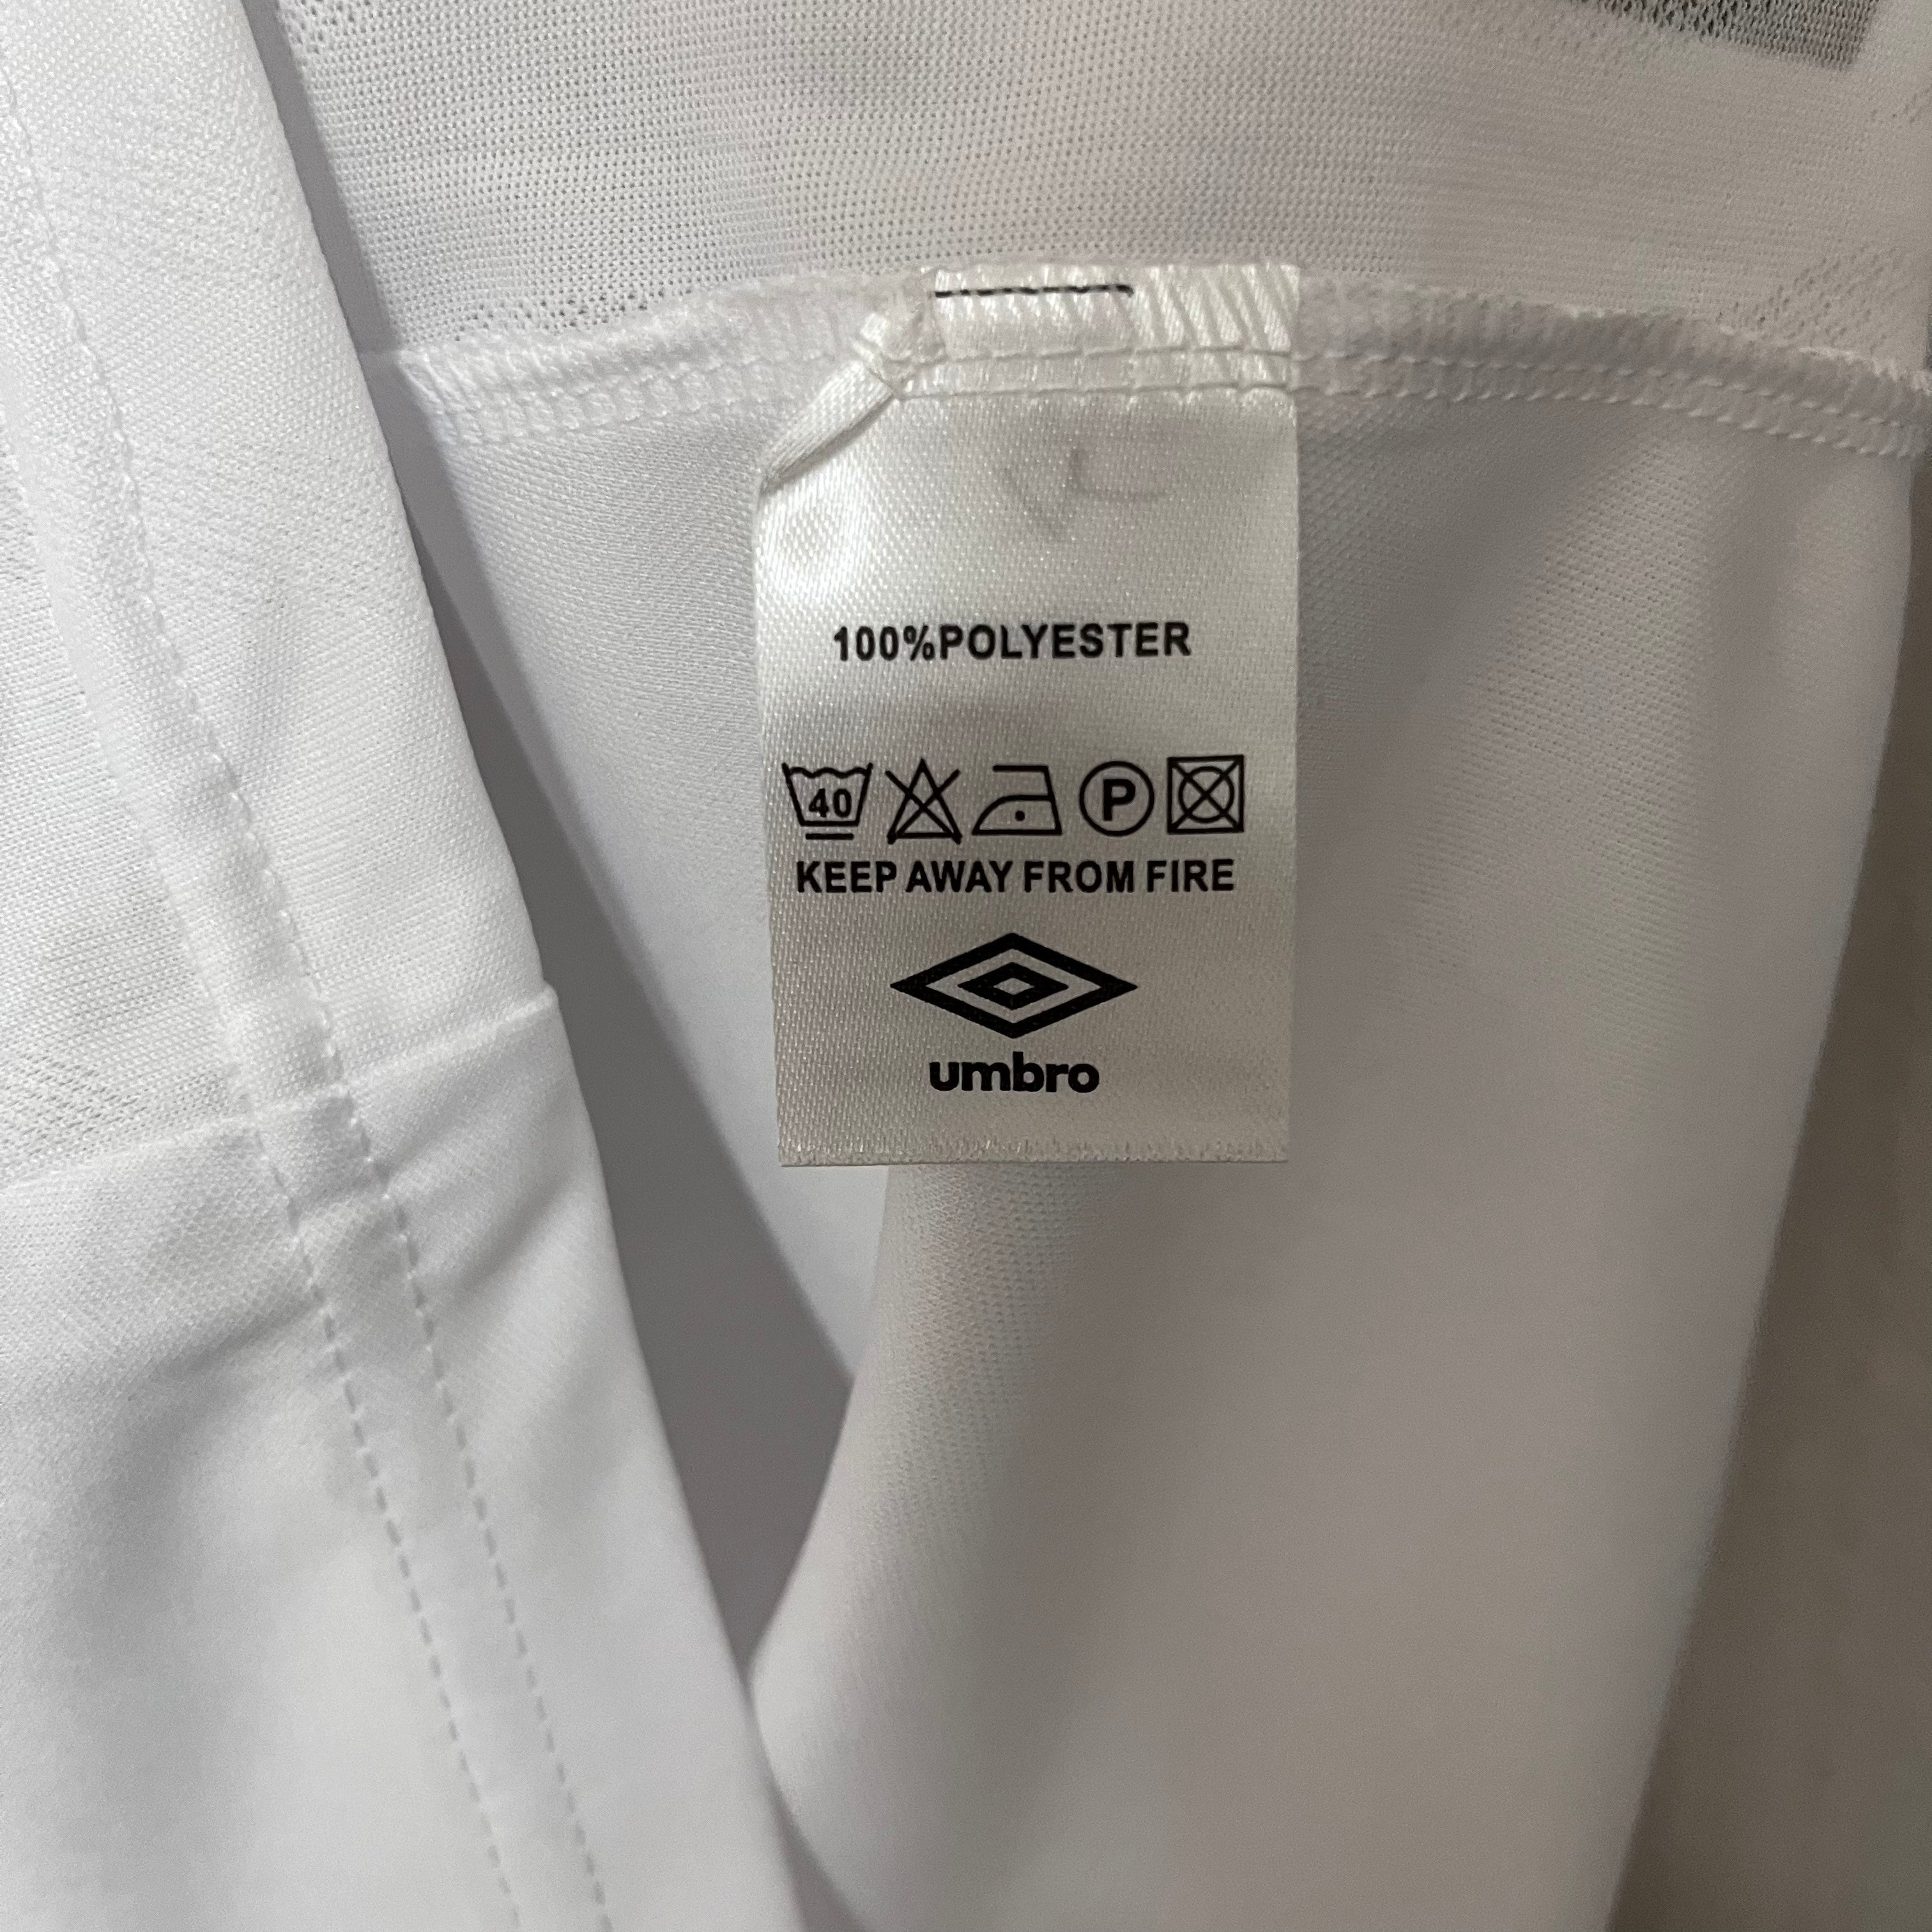 100%POLYESTER
40 P
KEEP AWAY FROM FIRE
umbro